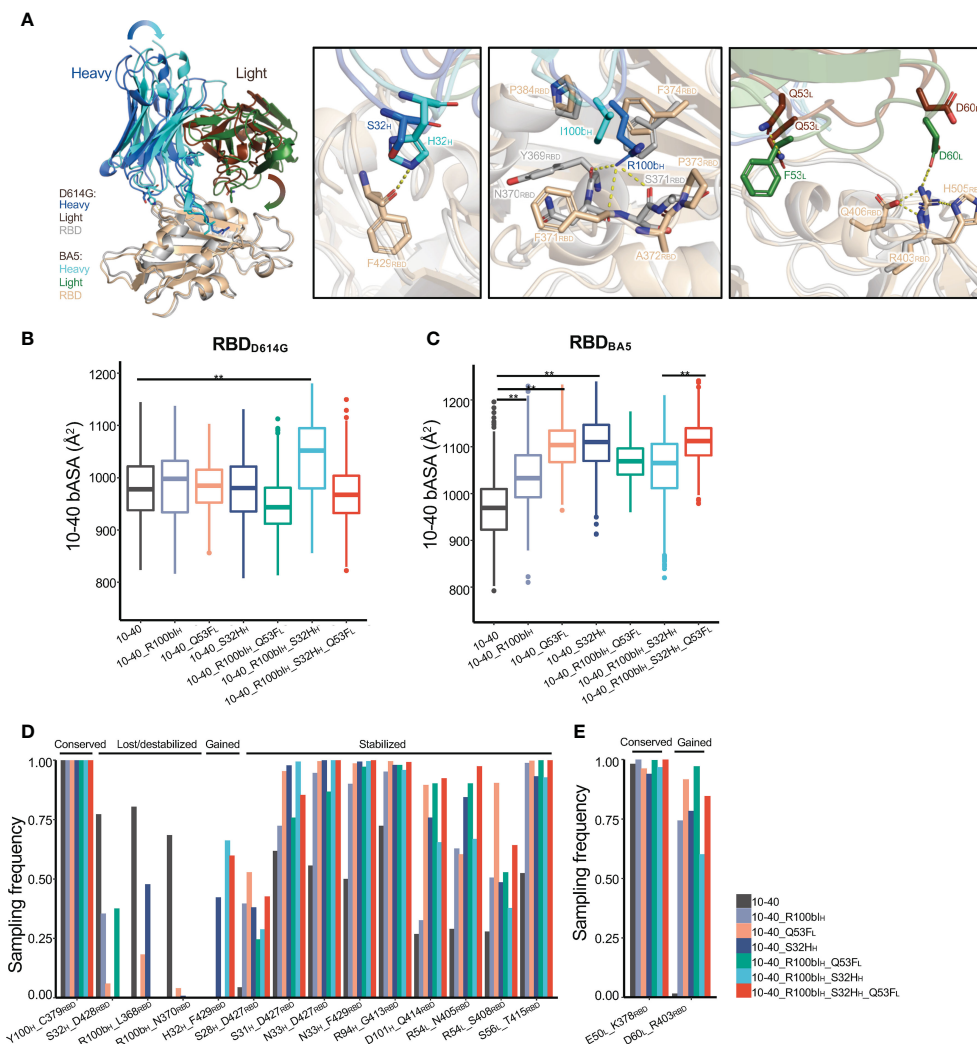 A
Heavy
Light
D614G:
Heavy
Light
RBD
BA5:
Heavy
Light
RBD
S32H
H32H
F429RBD
P384RBD
F374RBD
I100bH
Y369RBD
R100bH
P373RBD
N370RBD
S371RBD
F371RBD
A372RBD
Q53L
Q53L
F53L
D60L
D60L
Q406RBD
H505RBD
R403RBD
B
RBDD614G
10-40 bASA (Å2)
1200
1100
1000
900
800
**
10-40
10-40_R100bIH
10-40_Q53FL
10-40_S32HH
10-40_R100bIH_Q53FL
10-40_R100bIH_S32HH
10-40_R100bIH_S32HH_Q53FL
C
RBDBA5
10-40 bASA (Å2)
1200
1100
1000
900
800
**
**
**
**
10-40
10-40_R100bIH
10-40_Q53FL
10-40_S32HH
10-40_R100bIH_Q53FL
10-40_R100bIH_S32HH
10-40_R100bIH_S32HH_Q53FL
D
Conserved
Lost/destabilized
Gained
Stabilized
Sampling frequency
1.00
0.75
0.50
0.25
0.00
Y100H_C379RBD
S32H_D428RBD
R100bH_L368RBD
R100bH_N370RBD
H32H_F429RBD
S28H_D427RBD
S31H_D427RBD
N33H_D427RBD
N33H_F429RBD
R94H_G413RBD
D101H_Q414RBD
R54L_N405RBD
R54L_S408RBD
S56L_T415RBD
E
Conserved
Gained
Sampling frequency
1.00
0.75
0.50
0.25
0.00
E50L_K378RBD
D60L_R403RBD
10-40
10-40_R100bIH
10-40_Q53FL
10-40_S32HH
10-40_R100bIH_Q53FL
10-40_R100bIH_S32HH
10-40_R100bIH_S32HH_Q53FL